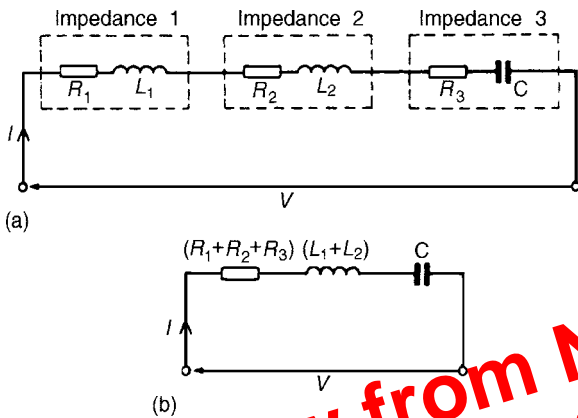 Impedance 1 Impedance 2 Impedance 3
R1 L1 R2 L2 R3 C
I
V
(a)
(R1+R2+R3) (L1+L2) C
I
V
(b)
from N